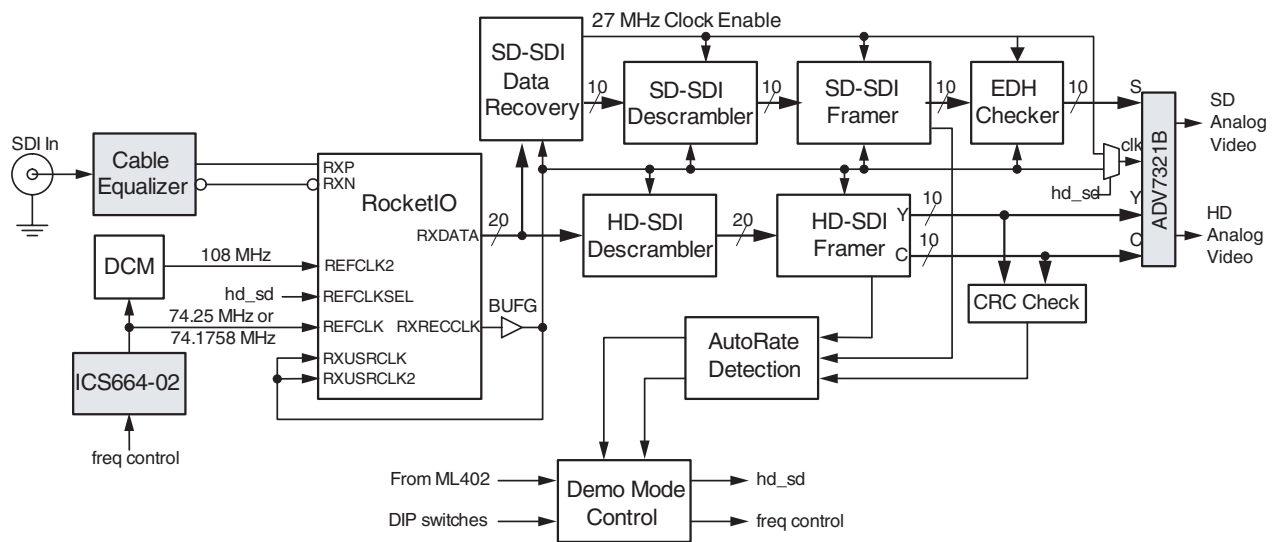 27 MHz Clock Enable
SD-SDI
Data
Recovery
10
SD-SDI
Descrambler
10
SD-SDI
Framer
10
EDH
Checker
10
S
SD
Analog
Video
SDI In
Cable
Equalizer
RXP
RXN
RocketIO
RXDATA
20
HD-SDI
Descrambler
20
HD-SDI
Framer
Y
10
C
10
clk
hd_sd
Y
C
ADV7321B
HD
Analog
Video
DCM
108 MHz
REFCLK2
hd_sd
REFCLKSEL
74.25 MHz or
74.1758 MHz
REFCLK
RXRECCLK
BUFG
RXUSRCLK
RXUSRCLK2
CRC Check
AutoRate
Detection
ICS664-02
freq control
From ML402
DIP switches
Demo Mode
Control
hd_sd
freq control